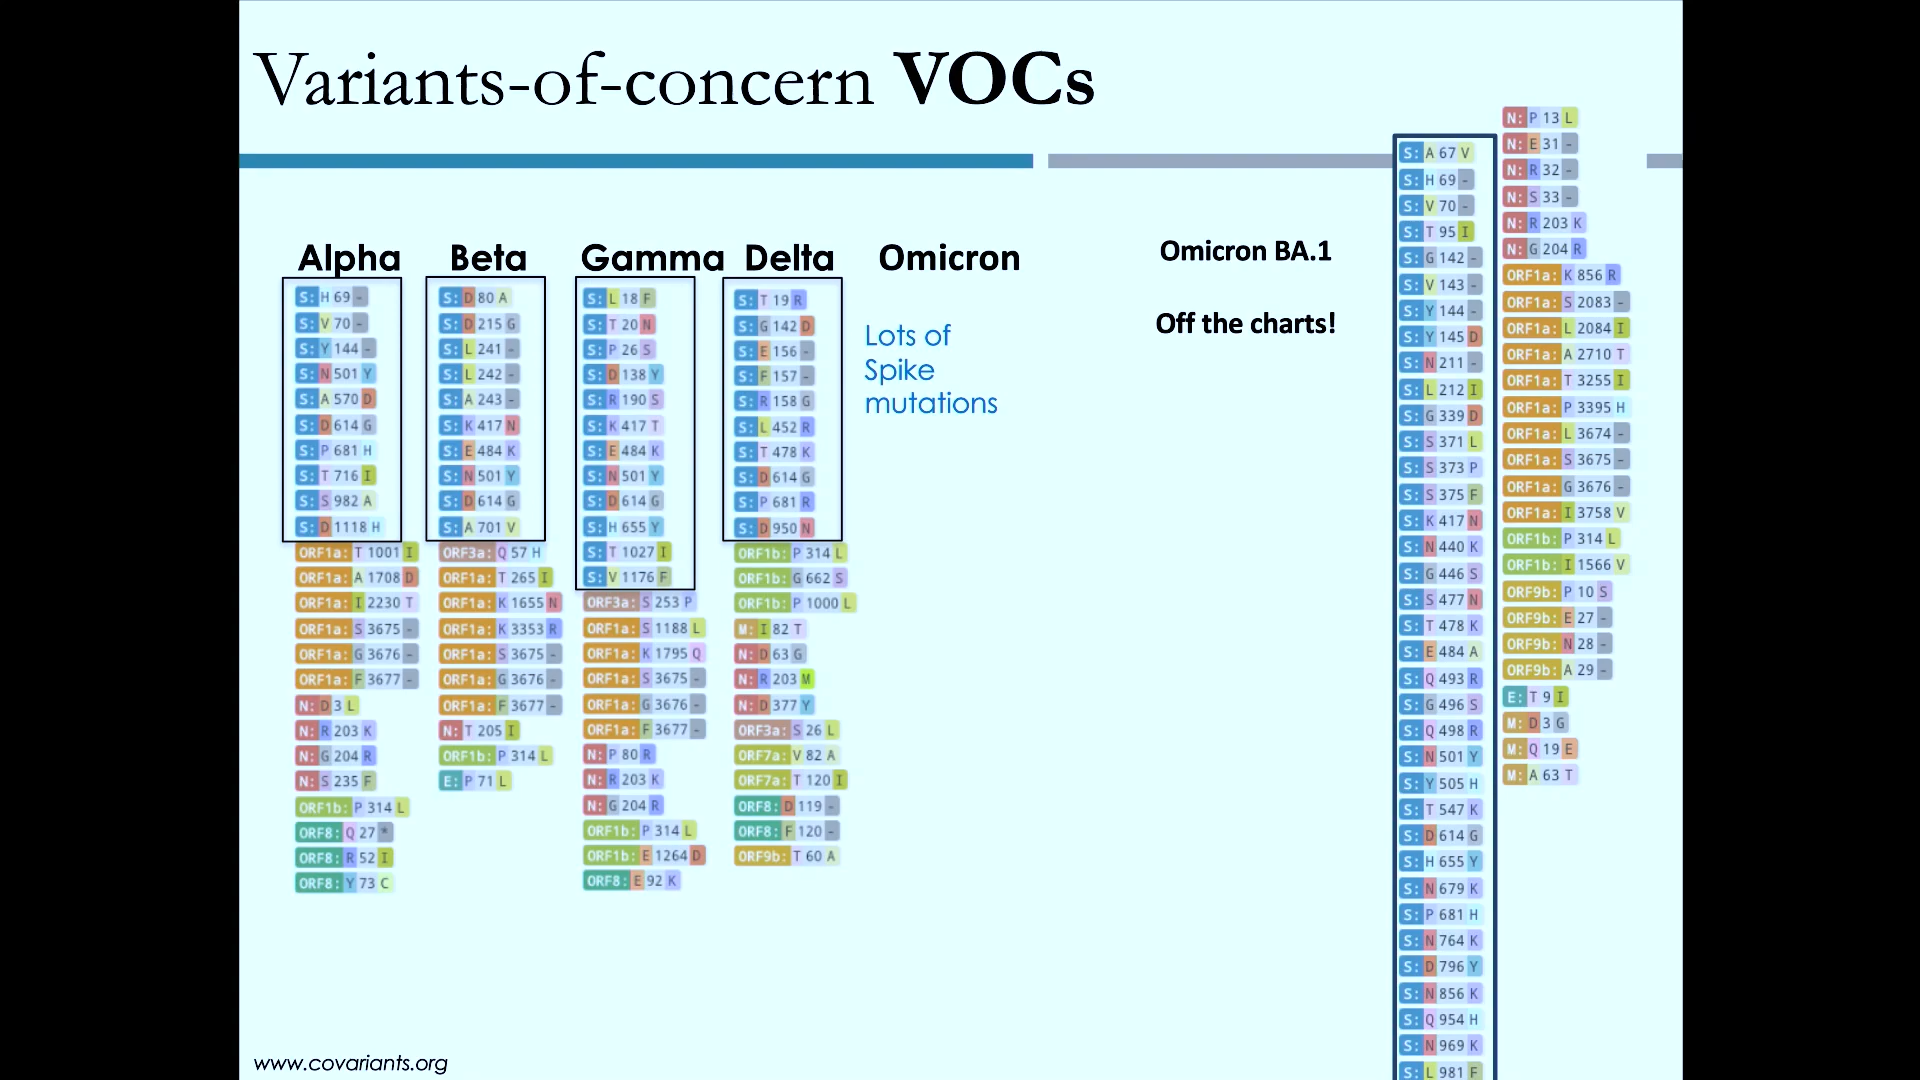 Variants-of-concern VOCs
Alpha
S: H 69 -
S: V 70 -
S: Y 144 -
S: N 501 Y
S: A 570 D
S: D 614 G
S: P 681 H
S: T 716 I
S: S 982 A
S: D 1118 H
ORF1a: T 1001 I
ORF1a: A 1708 D
ORF1a: I 2230 T
ORF1a: S 3675 -
ORF1a: G 3676 -
ORF1a: F 3677 -
N: D 3 L
N: R 203 K
N: G 204 R
N: S 235 F
ORF1b: P 314 L
ORF8: Q 27 *
ORF8: R 52 I
ORF8: Y 73 C
Beta
S: D 80 A
S: D 215 G
S: L 241 -
S: L 242 -
S: A 243 -
S: K 417 N
S: E 484 K
S: N 501 Y
S: D 614 G
S: A 701 V
ORF3a: Q 57 H
ORF1a: T 265 I
ORF1a: K 1655 N
ORF1a: K 3353 R
ORF1a: S 3675 -
ORF1a: G 3676 -
ORF1a: F 3677 -
N: T 205 I
ORF1b: P 314 L
E: P 71 L
Gamma
S: L 18 F
S: T 20 N
S: P 26 S
S: D 138 Y
S: R 190 S
S: K 417 T
S: E 484 K
S: N 501 Y
S: D 614 G
S: H 655 Y
S: T 1027 I
S: V 1176 F
ORF3a: S 253 P
ORF1a: S 1188 L
ORF1a: K 1795 Q
ORF1a: S 3675 -
ORF1a: G 3676 -
ORF1a: F 3677 -
N: P 80 R
N: R 203 K
N: G 204 R
ORF1b: P 314 L
ORF1b: E 1264 D
ORF8: E 92 K
Delta
S: T 19 R
S: G 142 D
S: E 156 -
S: F 157 -
S: R 158 G
S: L 452 R
S: T 478 K
S: D 614 G
S: P 681 R
S: D 950 N
ORF1b: P 314 L
ORF1b: G 662 S
ORF1b: P 1000 L
M: I 82 T
N: D 63 G
N: R 203 M
N: D 377 Y
ORF3a: S 26 L
ORF7a: V 82 A
ORF7a: T 120 I
ORF8: D 119 -
ORF8: F 120 -
ORF9b: T 60 A
Omicron
Lots of
Spike
mutations
Omicron BA.1
Off the charts!
S: A 67 V
S: H 69 -
S: V 70 -
S: T 95 I
S: G 142 -
S: V 143 -
S: Y 144 -
S: Y 145 D
S: N 211 -
S: L 212 I
S: G 339 D
S: S 371 L
S: S 373 P
S: S 375 F
S: K 417 N
S: N 440 K
S: G 446 S
S: S 477 N
S: T 478 K
S: E 484 A
S: Q 493 R
S: G 496 S
S: Q 498 R
S: N 501 Y
S: Y 505 H
S: T 547 K
S: D 614 G
S: H 655 Y
S: N 679 K
S: P 681 H
S: N 764 K
S: D 796 Y
S: N 856 K
S: Q 954 H
S: N 969 K
S: L 981 F
N: P 13 L
N: E 31 -
N: R 32 -
N: S 33 -
N: R 203 K
N: G 204 R
ORF1a: K 856 R
ORF1a: S 2083 -
ORF1a: L 2084 I
ORF1a: A 2710 T
ORF1a: T 3255 I
ORF1a: P 3395 H
ORF1a: L 3674 -
ORF1a: S 3675 -
ORF1a: G 3676 -
ORF1a: I 3758 V
ORF1b: P 314 L
ORF1b: I 1566 V
ORF9b: P 10 S
ORF9b: E 27 -
ORF9b: N 28 -
ORF9b: A 29 -
E: T 9 I
M: D 3 G
M: Q 19 E
M: A 63 T
www.covariants.org